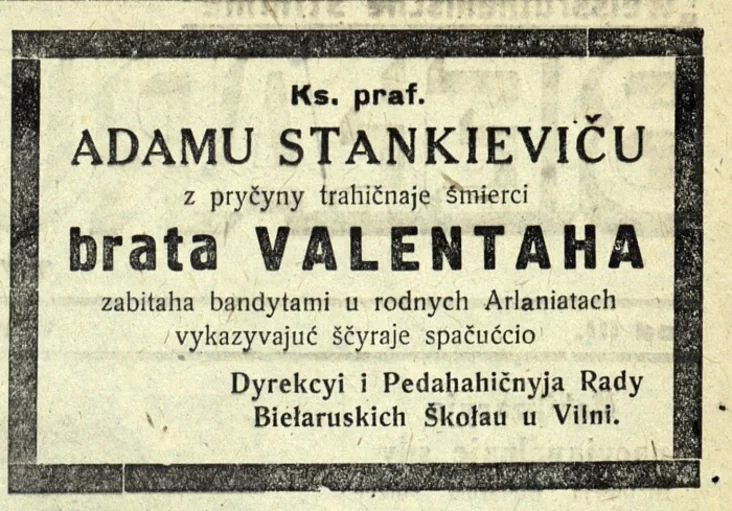 Ks. praf.
ADAMU STANKIEVIČU
z pryčyny trahičnaje śmierci
brata VALENTAHA
zabitaha bandytami u rodnych Arlaniatach
vykazyvajuć ščyraje spačućcio
Dyrekcyi i Pedahahičnyja Rady
Biełaruskich Škołau u Vilni.